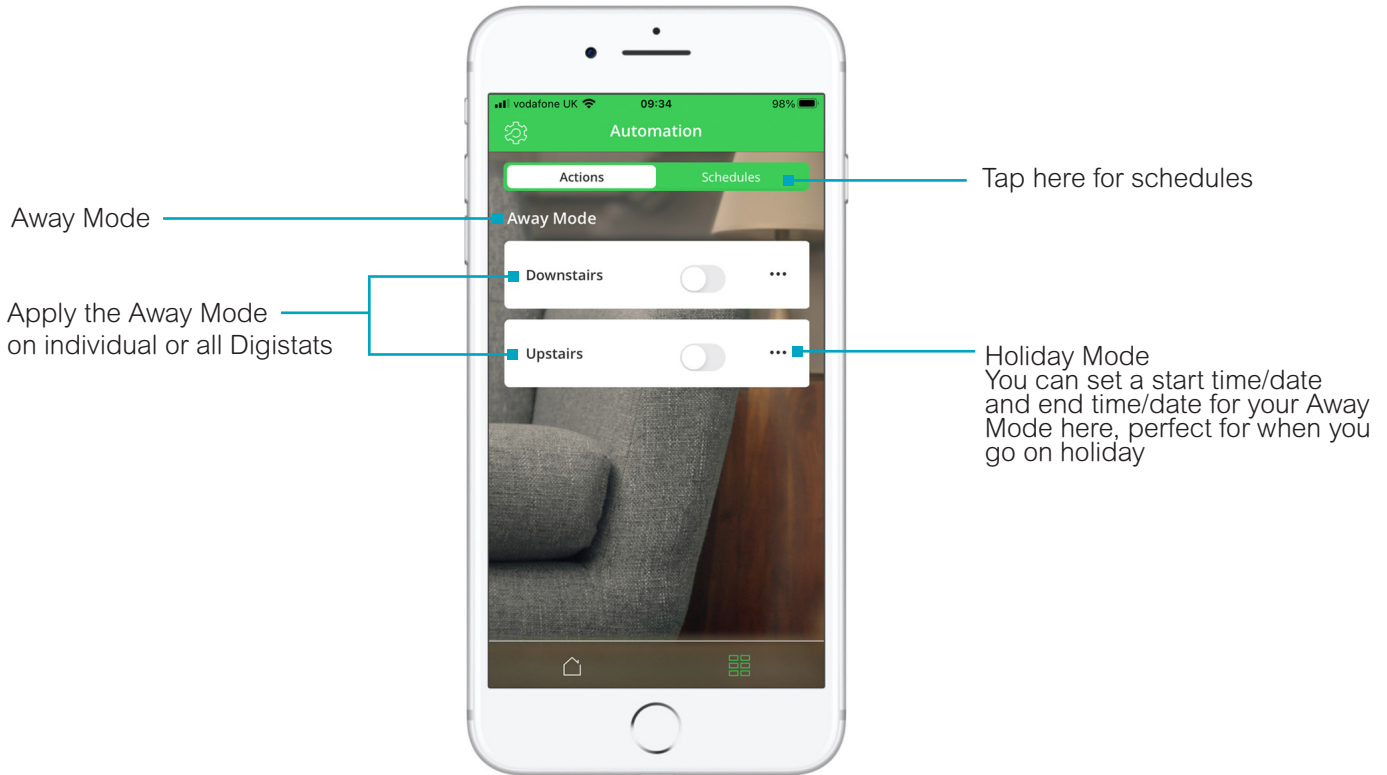 vodafone UK 09:34 98%
Automation
Actions Schedules
Tap here for schedules
Away Mode
Away Mode
Downstairs •••
Apply the Away Mode
on individual or all Digistats
Upstairs •••
Holiday Mode
You can set a start time/date
and end time/date for your Away
Mode here, perfect for when you
go on holiday